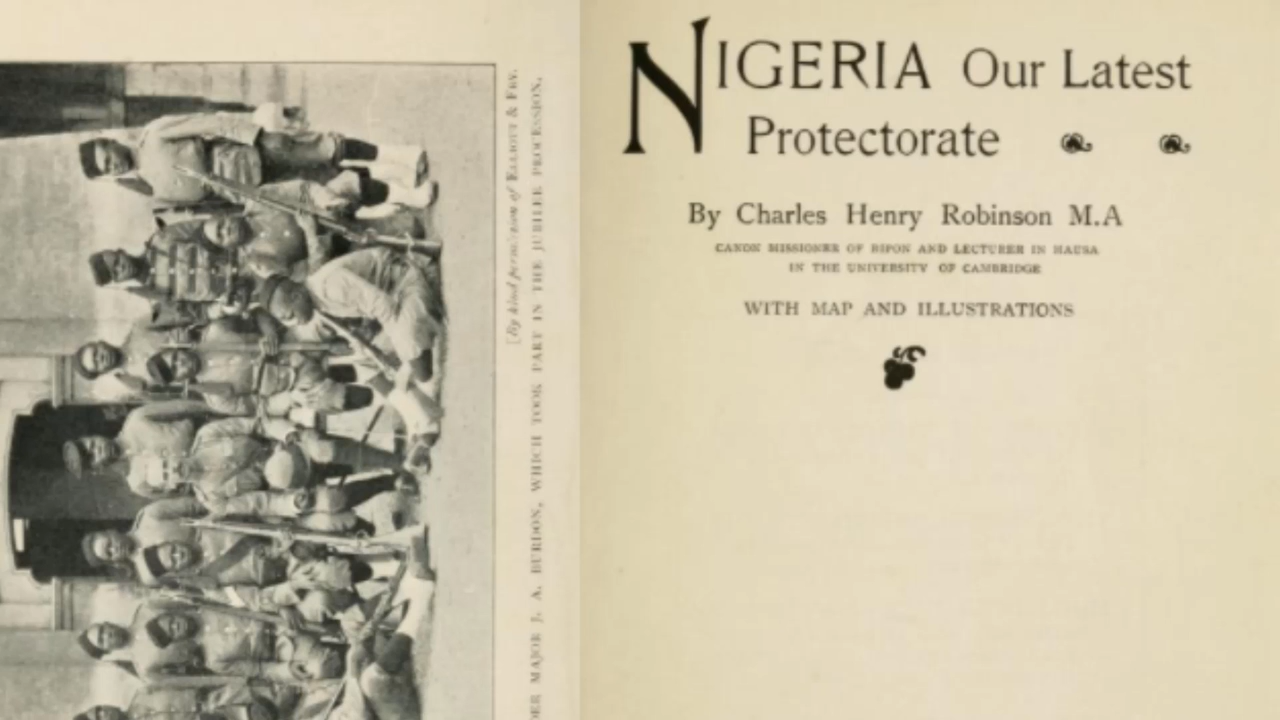 [By kind permission of ELLIOTT & FRY.
DER MAJOR J. A. BURDON, WHICH TOOK PART IN THE JUBILEE PROCESSION,
NIGERIA Our Latest
Protectorate
By Charles Henry Robinson M.A
CANON MISSIONER OF RIPON AND LECTURER IN HAUSA
IN THE UNIVERSITY OF CAMBRIDGE
WITH MAP AND ILLUSTRATIONS